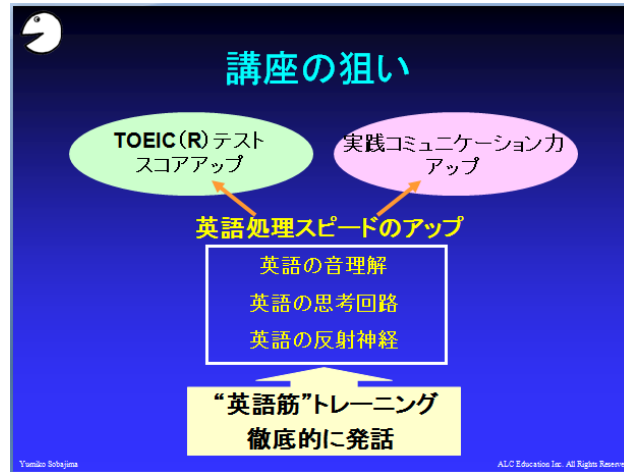 講座の狙い
TOEIC(R)テスト
スコアアップ
実践コミュニケーション力
アップ
英語処理スピードのアップ
英語の音理解
英語の思考回路
英語の反射神経
“英語筋”トレーニング
徹底的に発話
Yumiko Sobajima
ALC Education Inc. All Rights Reserve